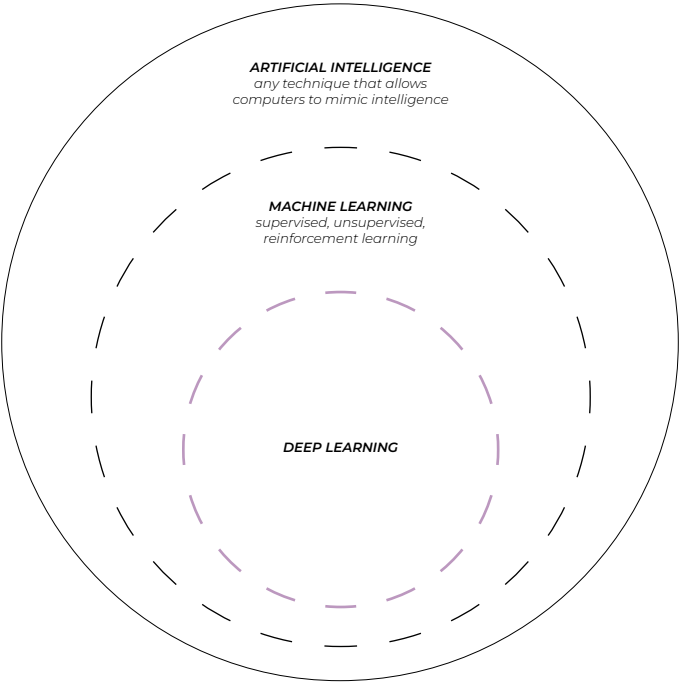 ARTIFICIAL INTELLIGENCE
any technique that allows
computers to mimic intelligence
MACHINE LEARNING
supervised, unsupervised,
reinforcement learning
DEEP LEARNING